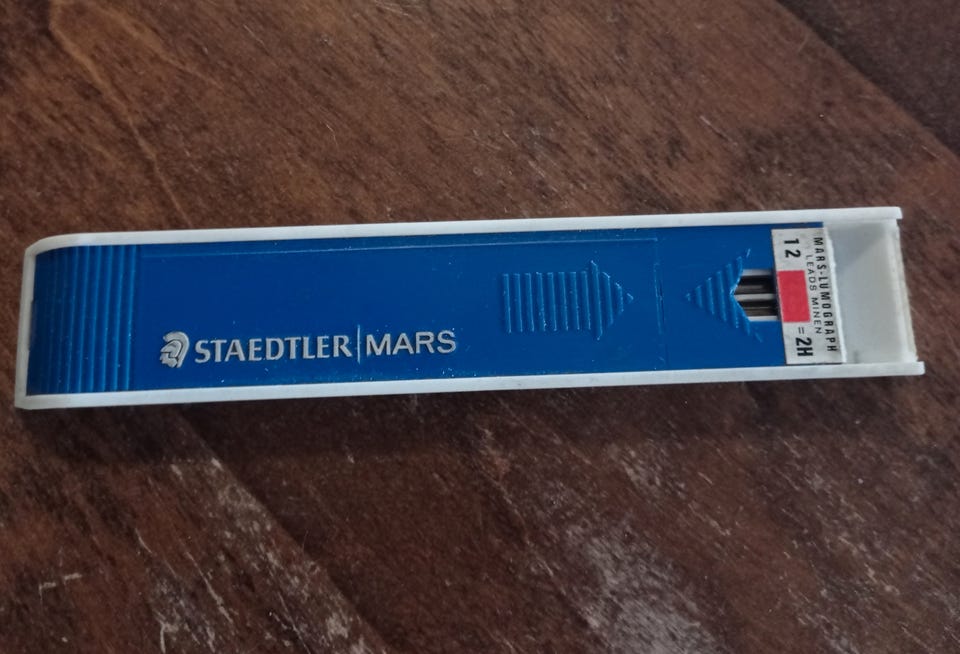 STAEDTLER | MARS
MARS-LUMOGRAPH
12 LEADS MINEN
= 2H